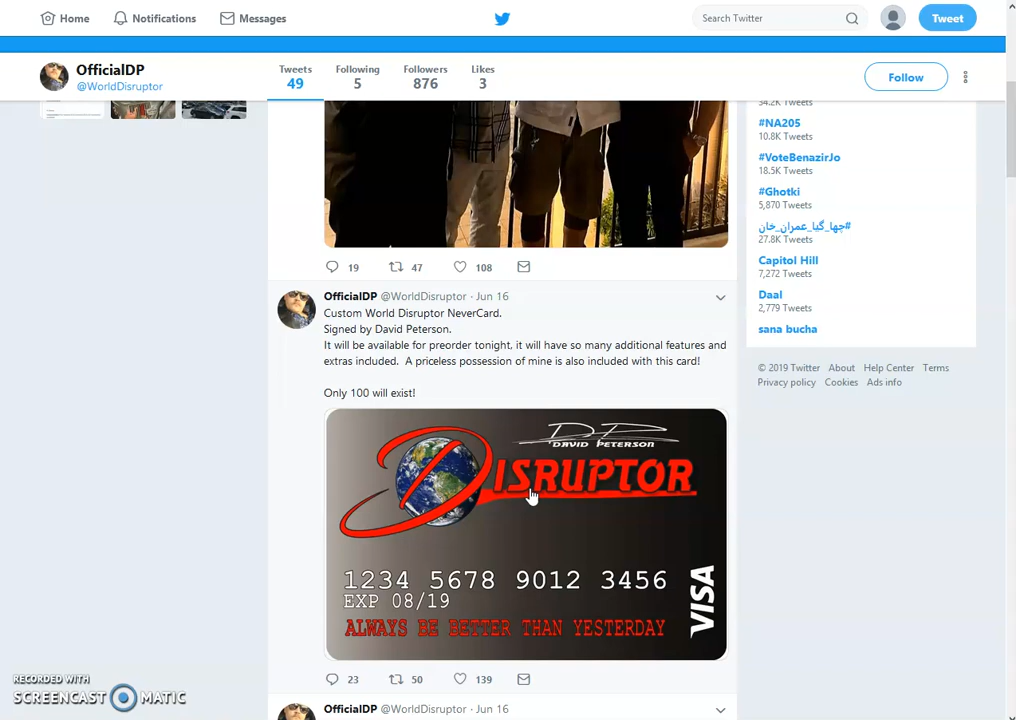 Home
Notifications
Messages
Search Twitter
Tweet
OfficialDP
@WorldDisruptor
Tweets
49
Following
5
Followers
876
Likes
3
Follow
34.2K Tweets
#NA205
10.8K Tweets
#VoteBenazirJo
18.5K Tweets
#Ghotki
5,870 Tweets
#چھا_گیا_عمران_خان
27.8K Tweets
Capitol Hill
7,272 Tweets
Daal
2,779 Tweets
sana bucha
© 2019 Twitter About Help Center Terms
Privacy policy Cookies Ads info
19 47 108
OfficialDP @WorldDisruptor · Jun 16
Custom World Disruptor NeverCard.
Signed by David Peterson.
It will be available for preorder tonight, it will have so many additional features and
extras included. A priceless possession of mine is also included with this card!
Only 100 will exist!
DP
DAVID PETERSON
DISRUPTOR
1234 5678 9012 3456
EXP 08/19
ALWAYS BE BETTER THAN YESTERDAY
VISA
23 50 139
OfficialDP @WorldDisruptor · Jun 16
RECORDED WITH
SCREENCAST MATIC